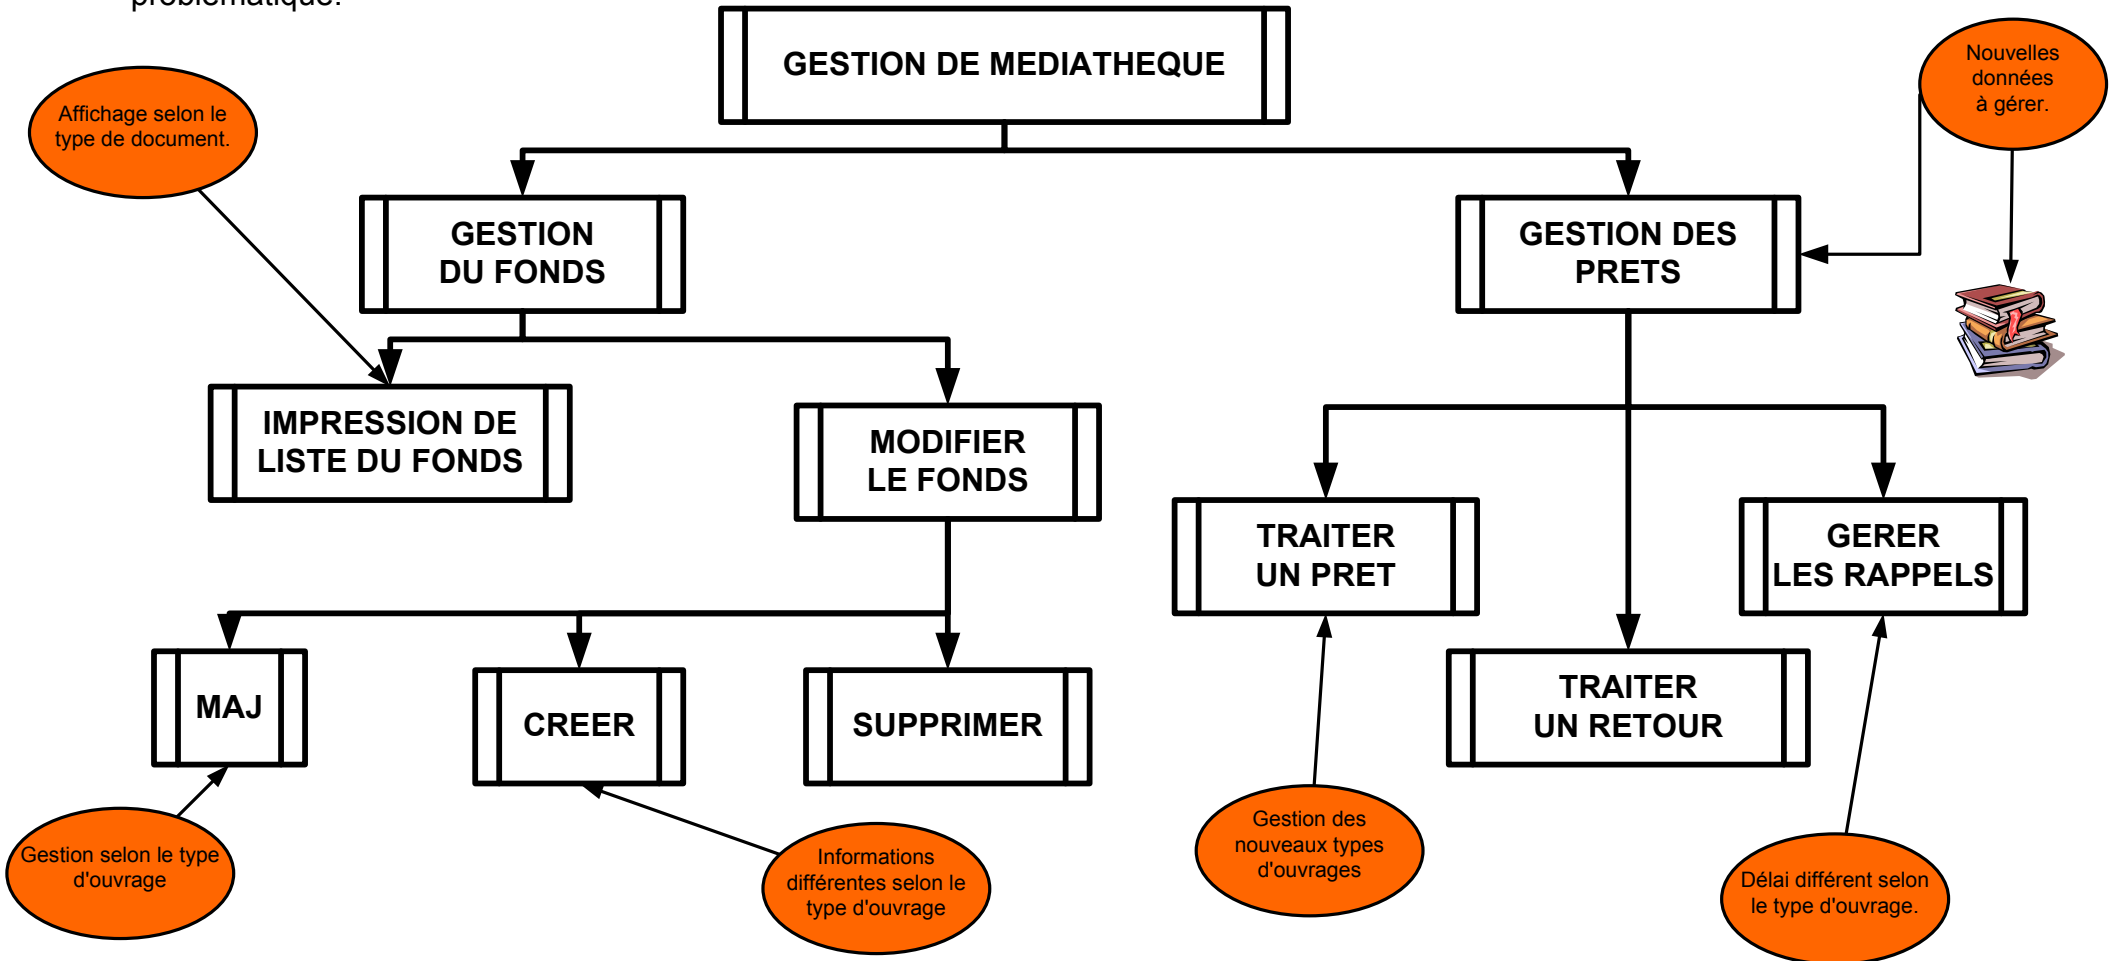 problématique.
GESTION DE MEDIATHEQUE
Nouvelles
données
à gérer.
Affichage selon le
type de document.
GESTION
DU FONDS
GESTION DES
PRETS
IMPRESSION DE
LISTE DU FONDS
MODIFIER
LE FONDS
TRAITER
UN PRET
GERER
LES RAPPELS
MAJ
CREER
SUPPRIMER
TRAITER
UN RETOUR
Gestion selon le type
d'ouvrage
Informations
différentes selon le
type d'ouvrage
Gestion des
nouveaux types
d'ouvrages
Délai différent selon
le type d'ouvrage.